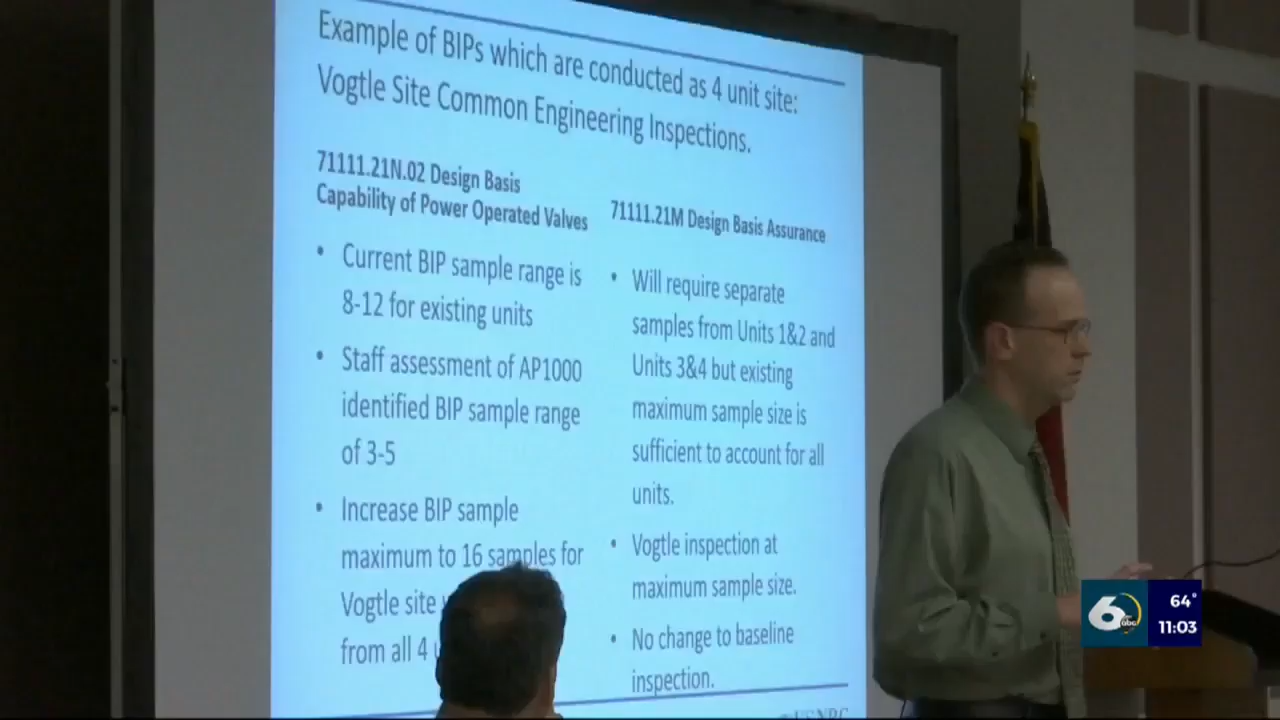 Example of BIPs which are conducted as 4 unit site:
Vogtle Site Common Engineering Inspections.
71111.21N.02 Design Basis
Capability of Power Operated Valves
• Current BIP sample range is
8-12 for existing units
• Staff assessment of AP1000
identified BIP sample range
of 3-5
• Increase BIP sample
maximum to 16 samples for
Vogtle site
from all 4
71111.21M Design Basis Assurance
• Will require separate
samples from Units 1&2 and
Units 3&4 but existing
maximum sample size is
sufficient to account for all
units.
• Vogtle inspection at
maximum sample size.
• No change to baseline
inspection.
6
abc
64°
11:03